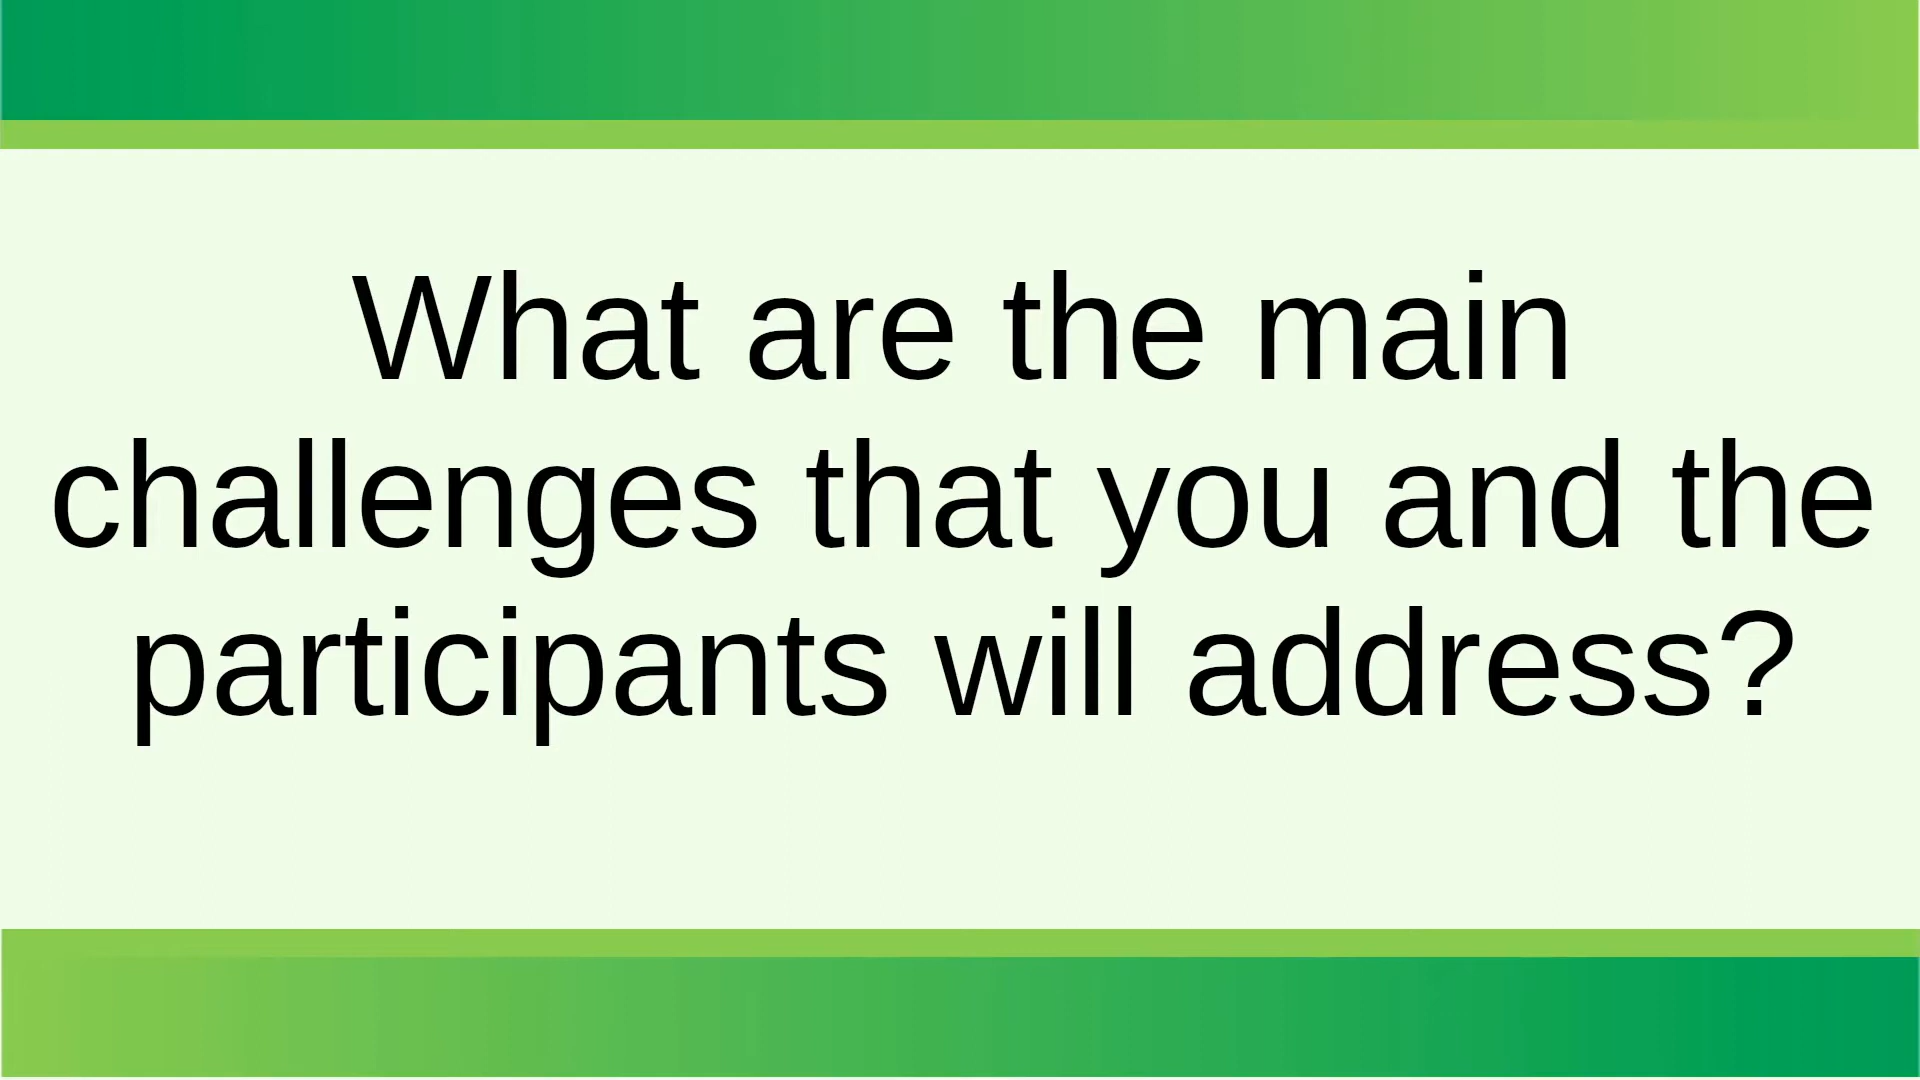 What are the main
challenges that you and the
participants will address?